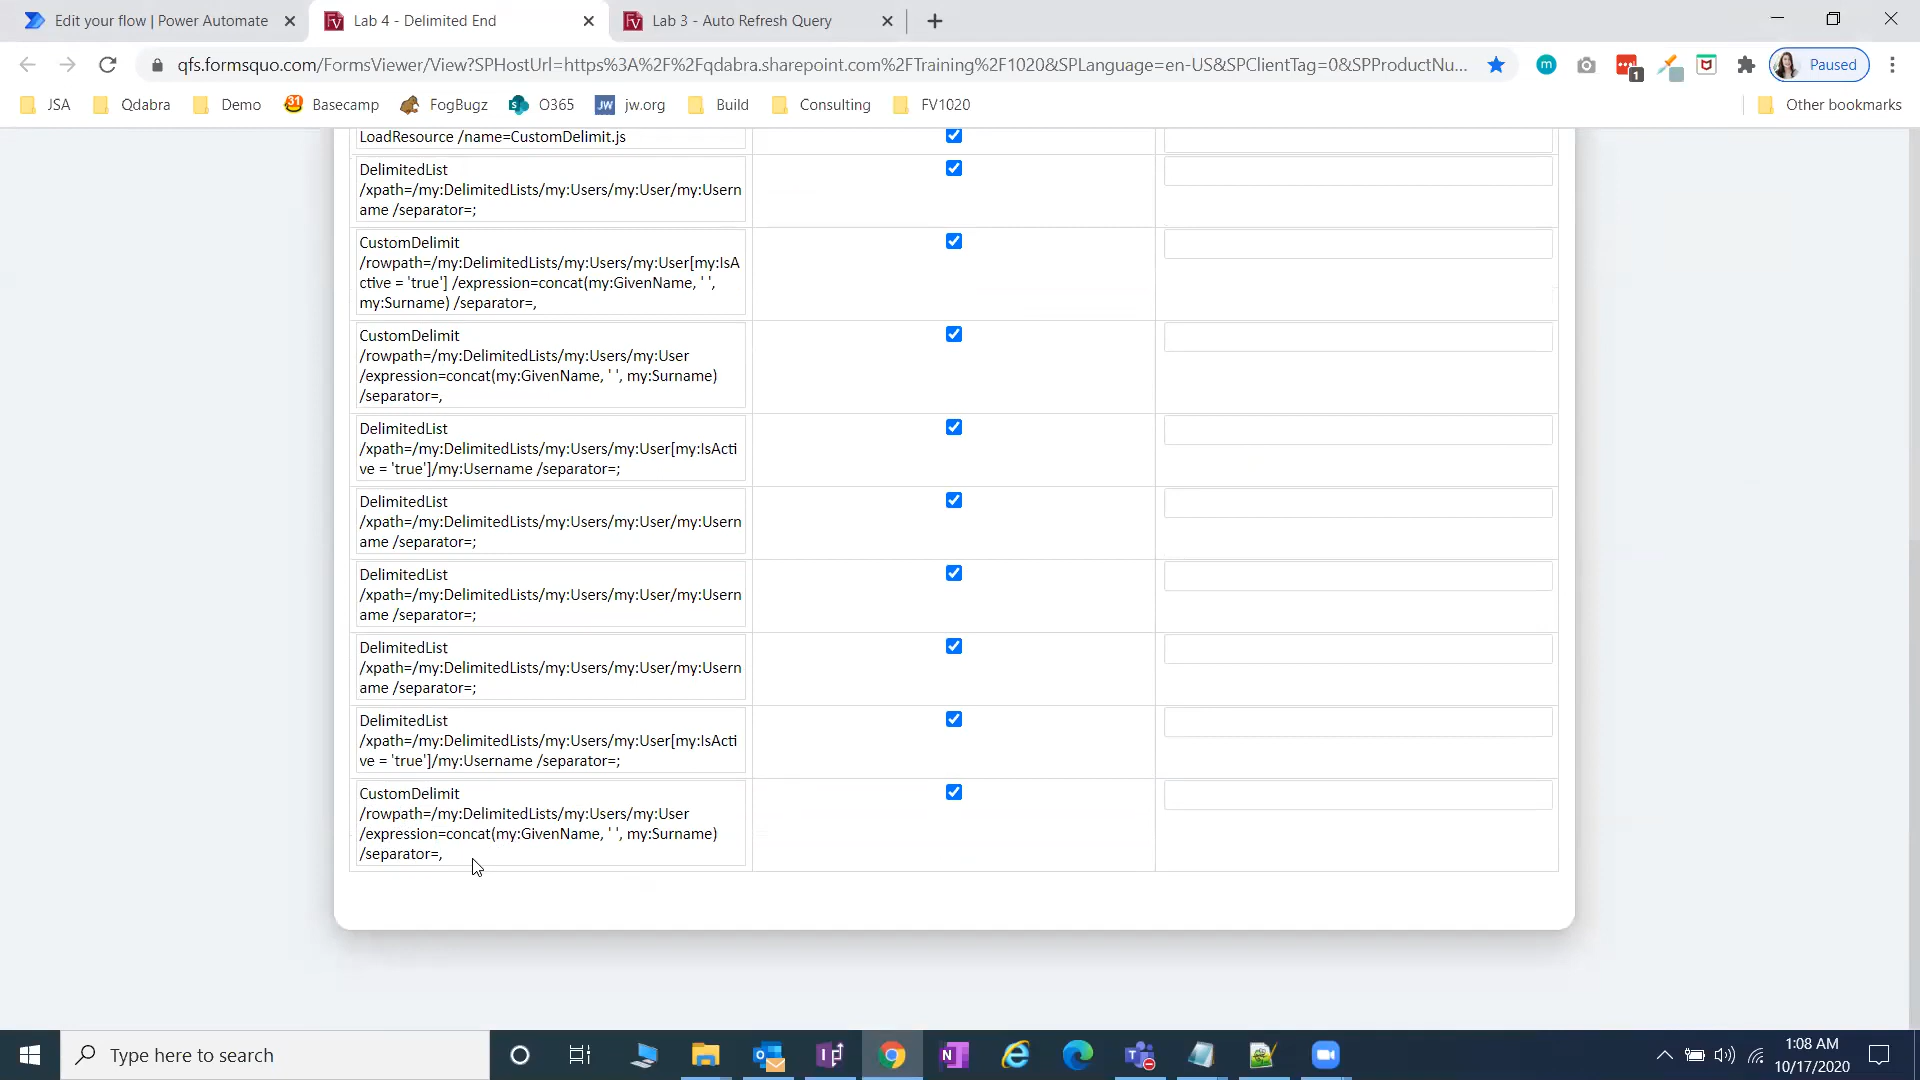 Edit your flow | Power Automate
Lab 4 - Delimited End
Lab 3 - Auto Refresh Query
qfs.formsquo.com/FormsViewer/View?SPHostUrl=https%3A%2F%2Fqdabra.sharepoint.com%2FTraining%2F1020&SPLanguage=en-US&SPClientTag=0&SPProductNu...
m
1
Paused
JSA
Qdabra
Demo
31 Basecamp
FogBugz
O365
JW jw.org
Build
Consulting
FV1020
Other bookmarks
LoadResource /name=CustomDelimit.js
DelimitedList
/xpath=/my:DelimitedLists/my:Users/my:User/my:Usern
ame /separator=;
CustomDelimit
/rowpath=/my:DelimitedLists/my:Users/my:User[my:IsA
ctive = 'true'] /expression=concat(my:GivenName, ' ',
my:Surname) /separator=,
CustomDelimit
/rowpath=/my:DelimitedLists/my:Users/my:User
/expression=concat(my:GivenName, ' ', my:Surname)
/separator=,
DelimitedList
/xpath=/my:DelimitedLists/my:Users/my:User[my:IsActi
ve = 'true']/my:Username /separator=;
DelimitedList
/xpath=/my:DelimitedLists/my:Users/my:User/my:Usern
ame /separator=;
DelimitedList
/xpath=/my:DelimitedLists/my:Users/my:User/my:Usern
ame /separator=;
DelimitedList
/xpath=/my:DelimitedLists/my:Users/my:User/my:Usern
ame /separator=;
DelimitedList
/xpath=/my:DelimitedLists/my:Users/my:User[my:IsActi
ve = 'true']/my:Username /separator=;
CustomDelimit
/rowpath=/my:DelimitedLists/my:Users/my:User
/expression=concat(my:GivenName, ' ', my:Surname)
/separator=,
Type here to search
1:08 AM
10/17/2020